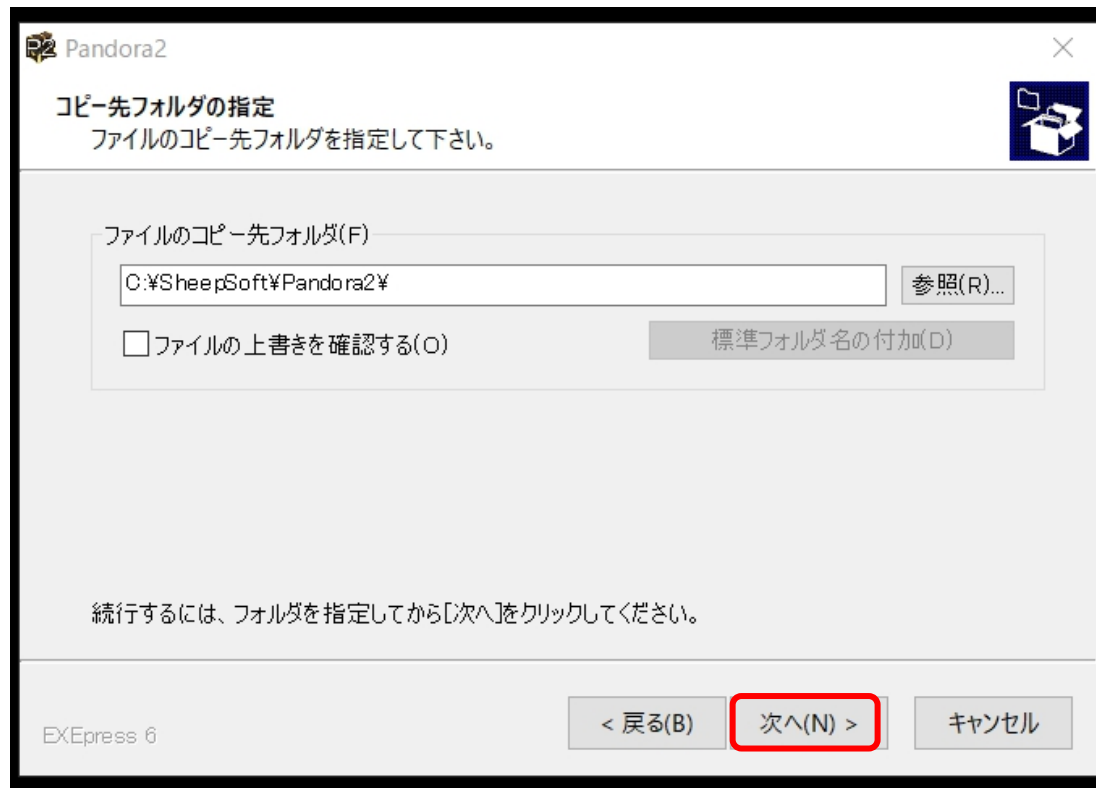 Pandora2
コピー先フォルダの指定
ファイルのコピー先フォルダを指定して下さい。
ファイルのコピー先フォルダ(F)
C:¥SheepSoft¥Pandora2¥
参照(R)...
ファイルの上書きを確認する(O)
標準フォルダ名の付加(D)
続行するには、フォルダを指定してから[次へ]をクリックしてください。
EXEpress 6
< 戻る(B)
次へ(N) >
キャンセル